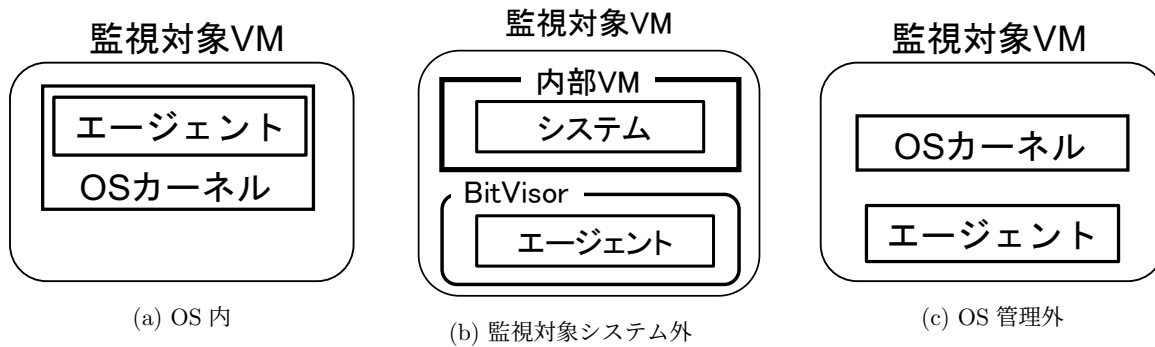 監視対象VM
エージェント
OSカーネル
(a) OS 内
監視対象VM
内部VM
システム
BitVisor
エージェント
(b) 監視対象システム外
監視対象VM
OSカーネル
エージェント
(c) OS 管理外